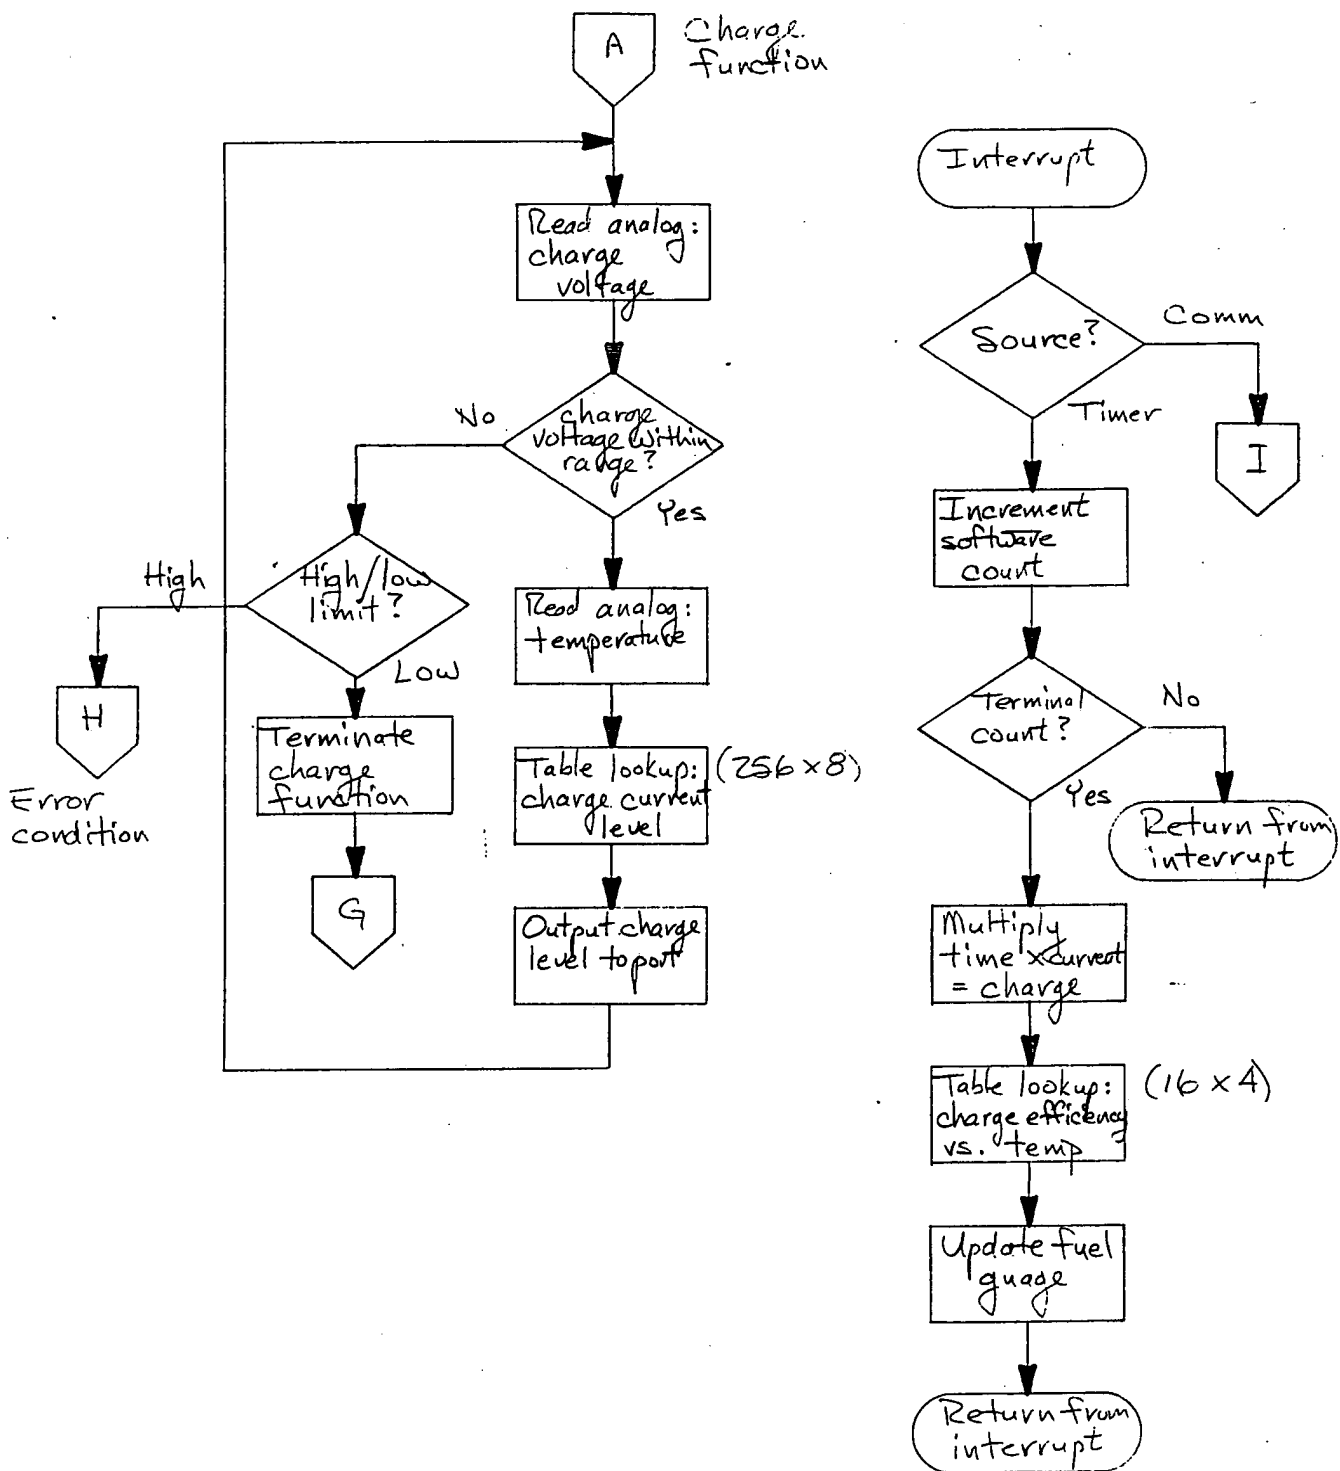 A
Charge
function
Read analog:
charge
voltage
charge
voltage within
range?
No
Yes
High/low
limit?
High
Low
H
Error
condition
Terminate
charge
function
G
Read analog:
temperature
Table lookup:
charge current
level
(256 x 8)
Output charge
level to port
Interrupt
Source?
Comm
Timer
I
Increment
software
count
Terminal
count?
No
Yes
Return from
interrupt
Multiply
time x current
= charge
Table lookup:
charge efficiency
vs. temp
(16 x 4)
Update fuel
guage
Return from
interrupt